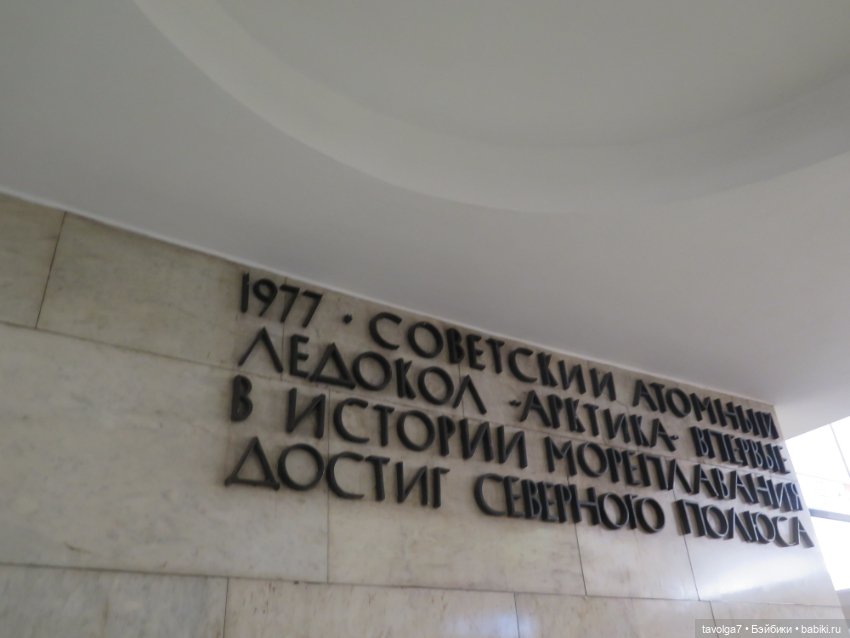 1977 · СОВЕТСКИЙ АТОМНЫЙ
ЛЕДОКОЛ „АРКТИКА“ ВПЕРВЫЕ
В ИСТОРИИ МОРЕПЛАВАНИЯ
ДОСТИГ СЕВЕРНОГО ПОЛЮСА
tavolga7 • Бэйбики • babiki.ru